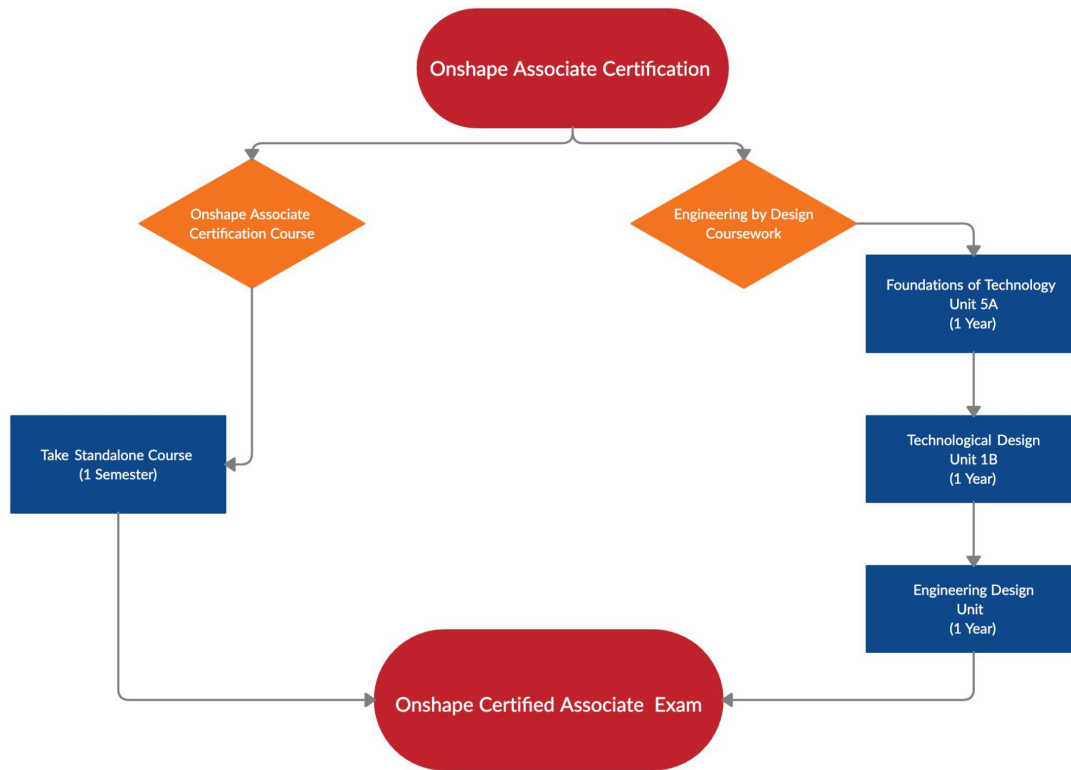 Onshape Associate Certification
Onshape Associate
Certification Course
Engineering by Design
Coursework
Foundations of Technology
Unit 5A
(1 Year)
Take Standalone Course
(1 Semester)
Technological Design
Unit 1B
(1 Year)
Engineering Design
Unit
(1 Year)
Onshape Certified Associate Exam